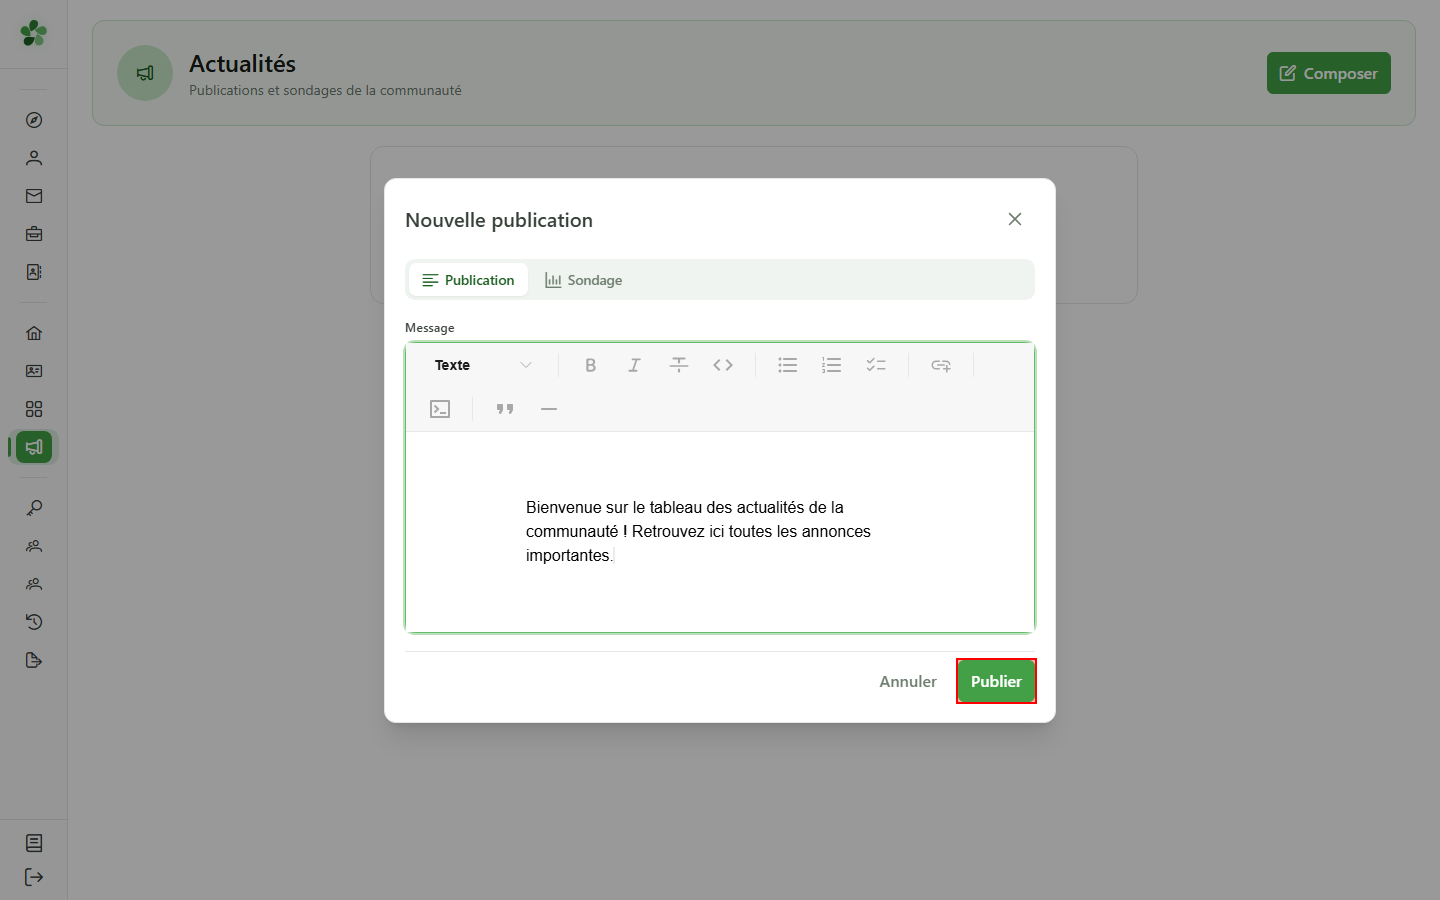 Actualités
Publications et sondages de la communauté
Composer
Nouvelle publication
Publication
Sondage
Message
Texte
Bienvenue sur le tableau des actualités de la
communauté ! Retrouvez ici toutes les annonces
importantes.
Annuler
Publier